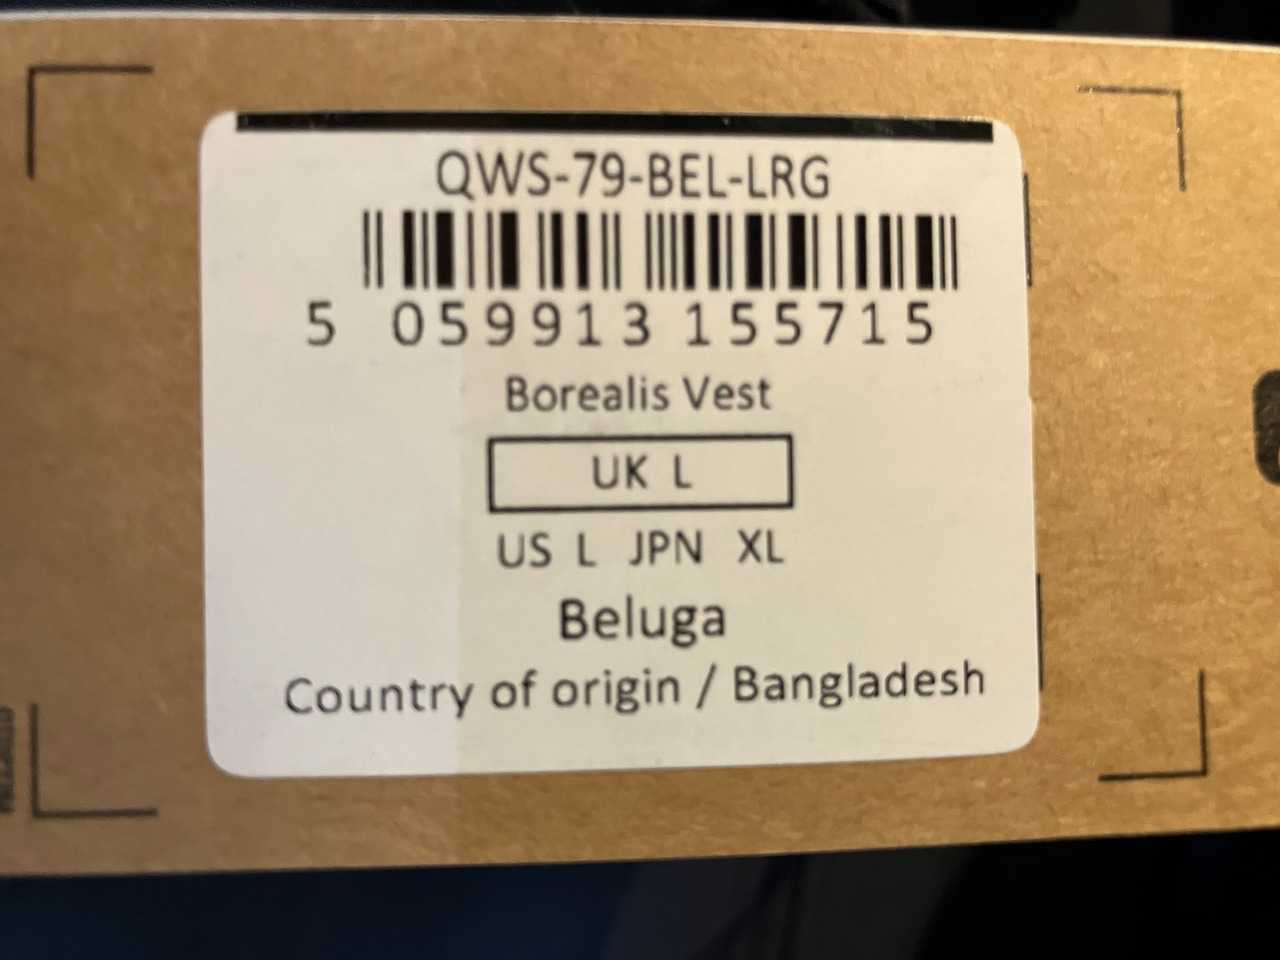 QWS-79-BEL-LRG
5 059913 155715
Borealis Vest
UK L
US L JPN XL
Beluga
Country of origin / Bangladesh